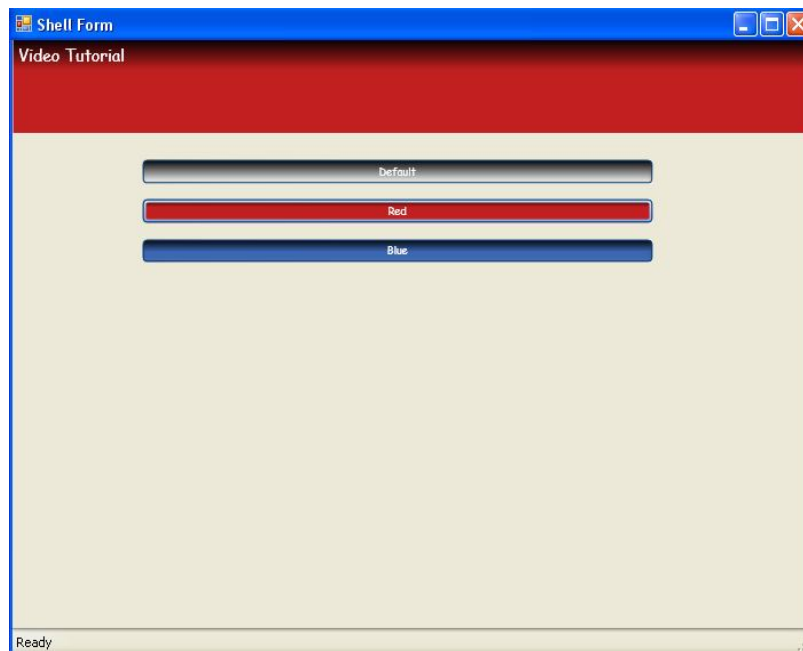 Shell Form
Video Tutorial
Default
Red
Blue
Ready